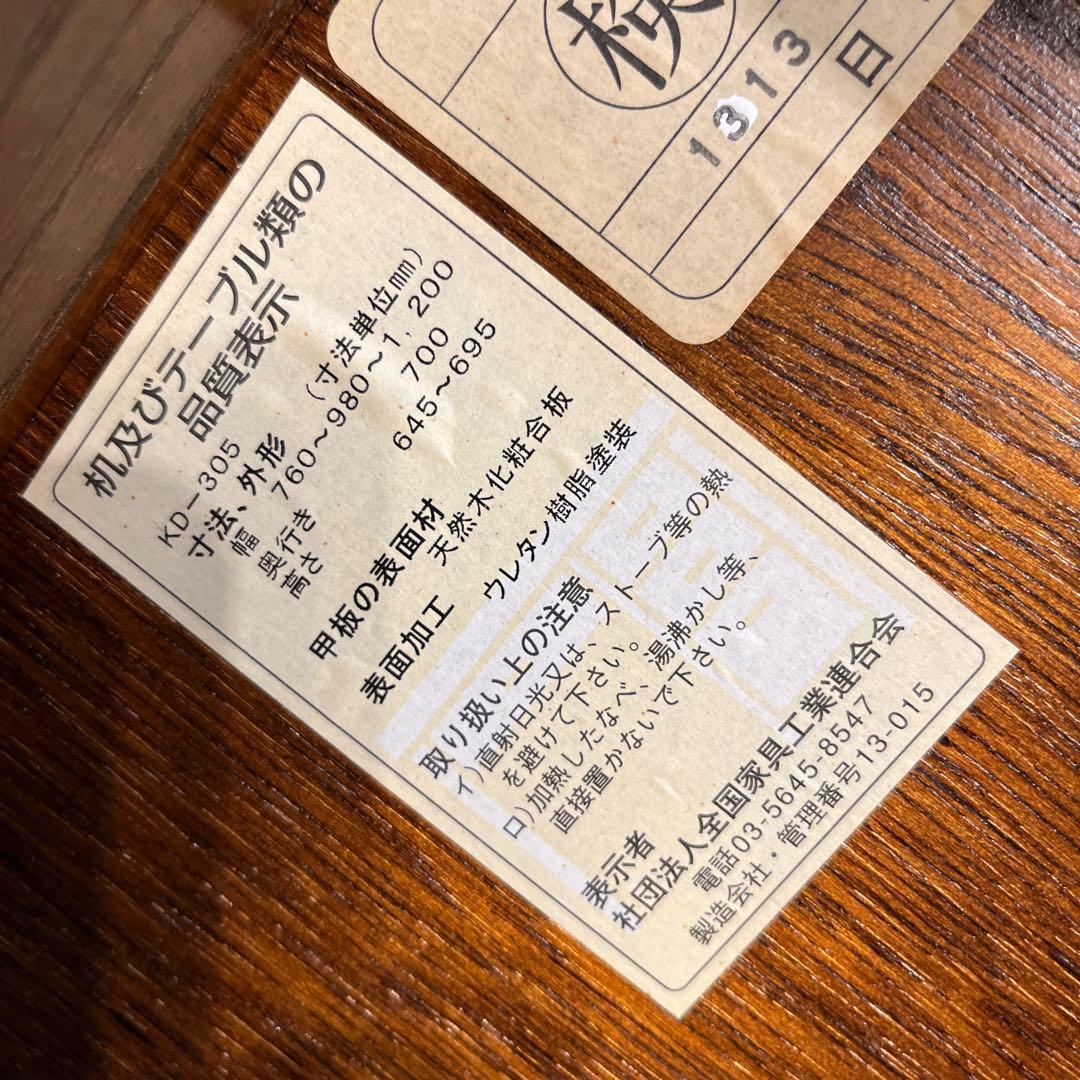 検
1313
日
机及びテーブル類の
品質表示
KD-305
寸法、外形 (寸法単位mm)
幅 760~980~1,200
奥行き 700
高さ 645~695
甲板の表面材
天然木化粧合板
表面加工
ウレタン樹脂塗装
取り扱い上の注意
イ)直射日光又は、ストーブ等の熱
を避けて下さい。
ロ)加熱したなべ、湯沸かし等、
直接置かないで下さい。
表示者
社団法人全国家具工業連合会
電話03-5645-8547
製造会社・管理番号13-015